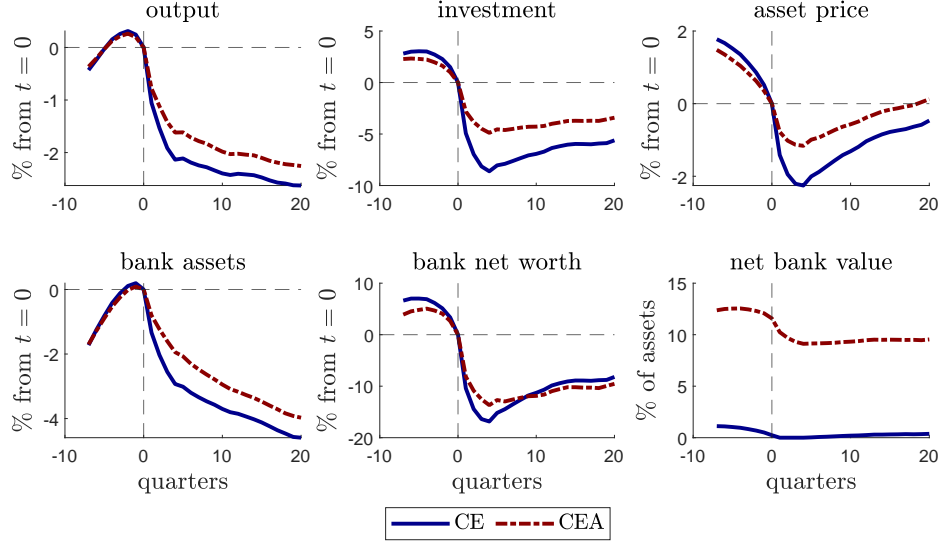 output
% from t = 0
0
-1
-2
-10 0 10 20
investment
% from t = 0
5
0
-5
-10
-10 0 10 20
asset price
% from t = 0
2
0
-2
-10 0 10 20
bank assets
% from t = 0
0
-2
-4
-10 0 10 20
quarters
bank net worth
% from t = 0
10
0
-10
-20
-10 0 10 20
quarters
net bank value
% of assets
15
10
5
0
-10 0 10 20
quarters
CE CEA